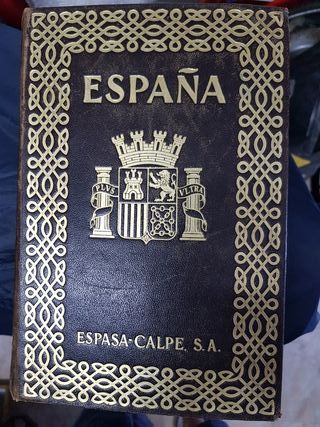 ESPAÑA
PLVS VLTRA
ESPASA-CALPE, S.A.